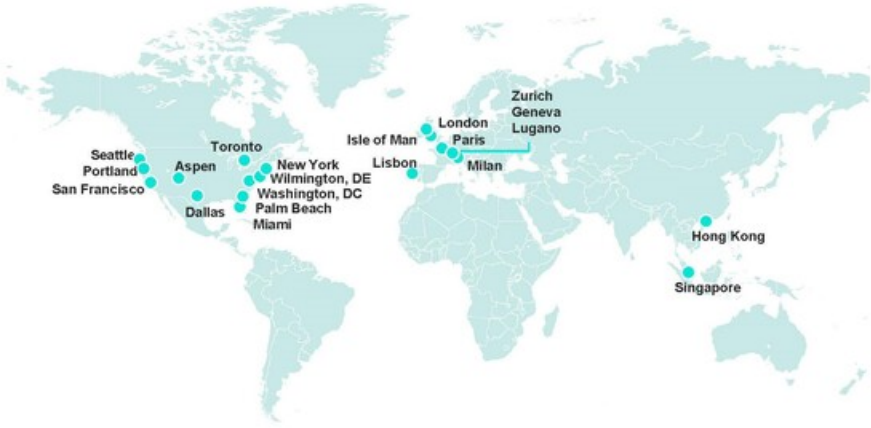 Seattle
Portland
San Francisco
Aspen
Dallas
Toronto
New York
Wilmington, DE
Washington, DC
Palm Beach
Miami
Isle of Man
London
Paris
Lisbon
Milan
Zurich
Geneva
Lugano
Hong Kong
Singapore